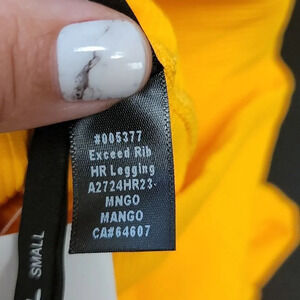 #005377
Exceed Rib
HR Legging
A2724HR23-
MNGO
MANGO
CA#64607
SMALL